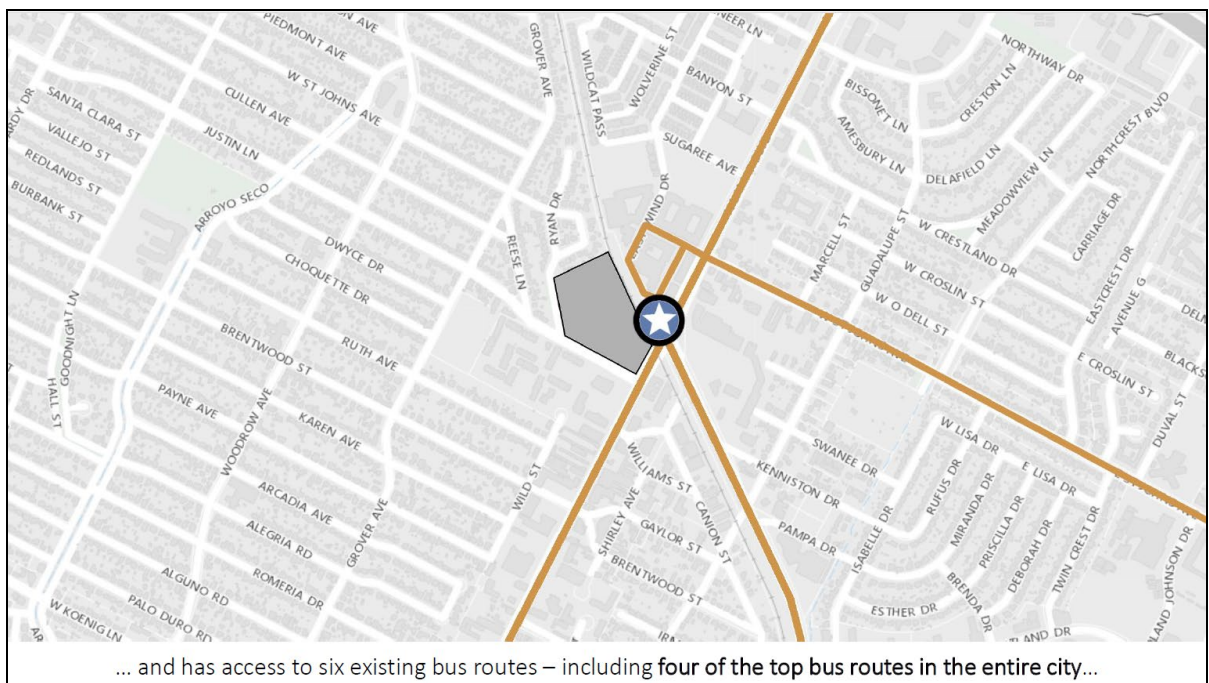 PIEDMONT AVE
W ST JOHNS AVE
CULLEN AVE
JUSTIN LN
SANTA CLARA ST
VALLEJO ST
REDLANDS ST
BURBANK ST
ARROYO SECO
GROVER AVE
WILDCAT PASS
WOLVERINE ST
BANYON ST
SUGAREE AVE
NORTHWAY DR
CRESTON LN
BISSONET LN
AMESBURY LN
DELAFIELD LN
MEADOWVIEW LN
NORTHCREST BLVD
CARRIAGE DR
EASTCREST DR
AVENUE G
RYAN DR
REESE LN
DWYCE DR
CHOQUETTE DR
RUTH AVE
BRENTWOOD ST
KAREN AVE
PAYNE AVE
WOODROW AVE
GOODNIGHT LN
HALL ST
ARCADIA AVE
ALEGRIA RD
GROVER AVE
ROMERIA DR
ALGUNO RD
PALO DURO RD
W KOENIG LN
WILD ST
MARCELL ST
GUADALUPE ST
W CRESTLAND DR
W CROSLIN ST
W O DELL ST
E CROSLIN ST
DUVAL ST
W LISA DR
E LISA DR
SWANEE DR
KENNISTON DR
PAMPA DR
ISABELLE DR
RUFUS DR
MIRANDA DR
PRISCILLA DR
DEBORAH DR
TWIN CREST DR
BRENDA DR
ESTHER DR
WILLIAMS ST
SHIRLEY AVE
GAYLOR ST
BRENTWOOD ST
CANION ST
... and has access to six existing bus routes – including four of the top bus routes in the entire city...